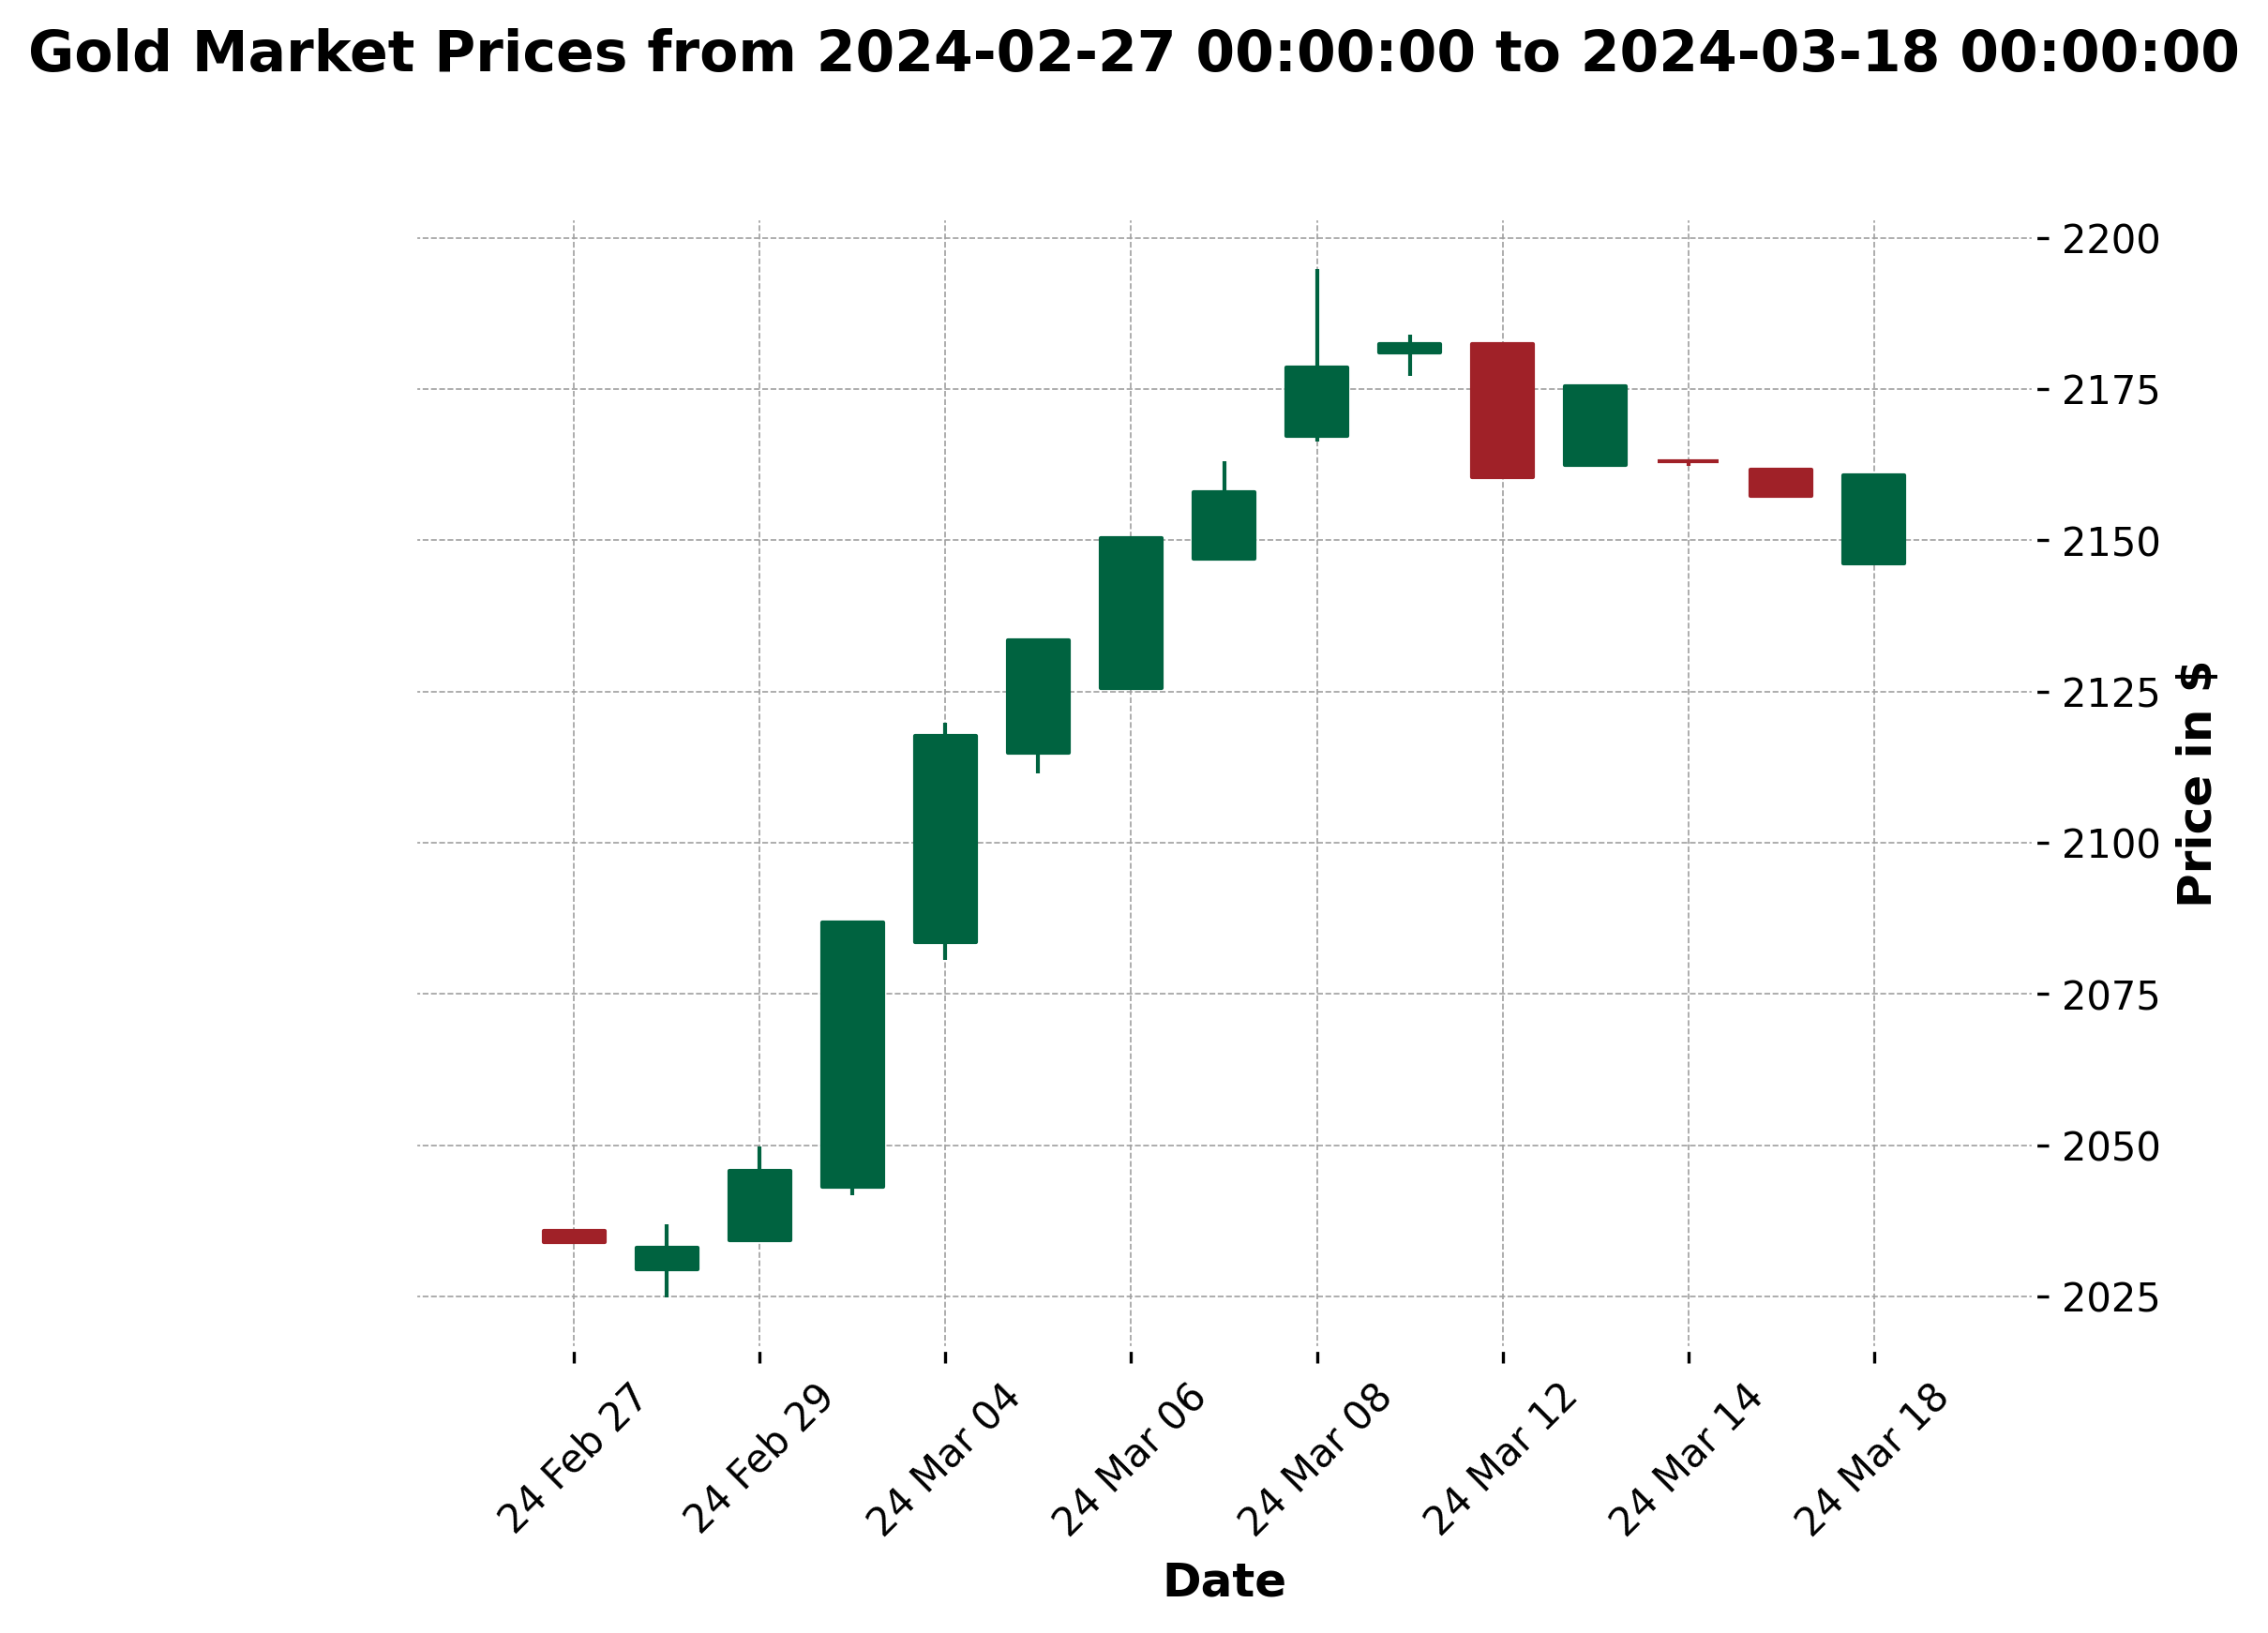 Gold Market Prices from 2024-02-27 00:00:00 to 2024-03-18 00:00:00
2200
2175
2150
2125
2100
2075
2050
2025
Price in $
24 Feb 27
24 Feb 29
24 Mar 04
24 Mar 06
24 Mar 08
24 Mar 12
24 Mar 14
24 Mar 18
Date